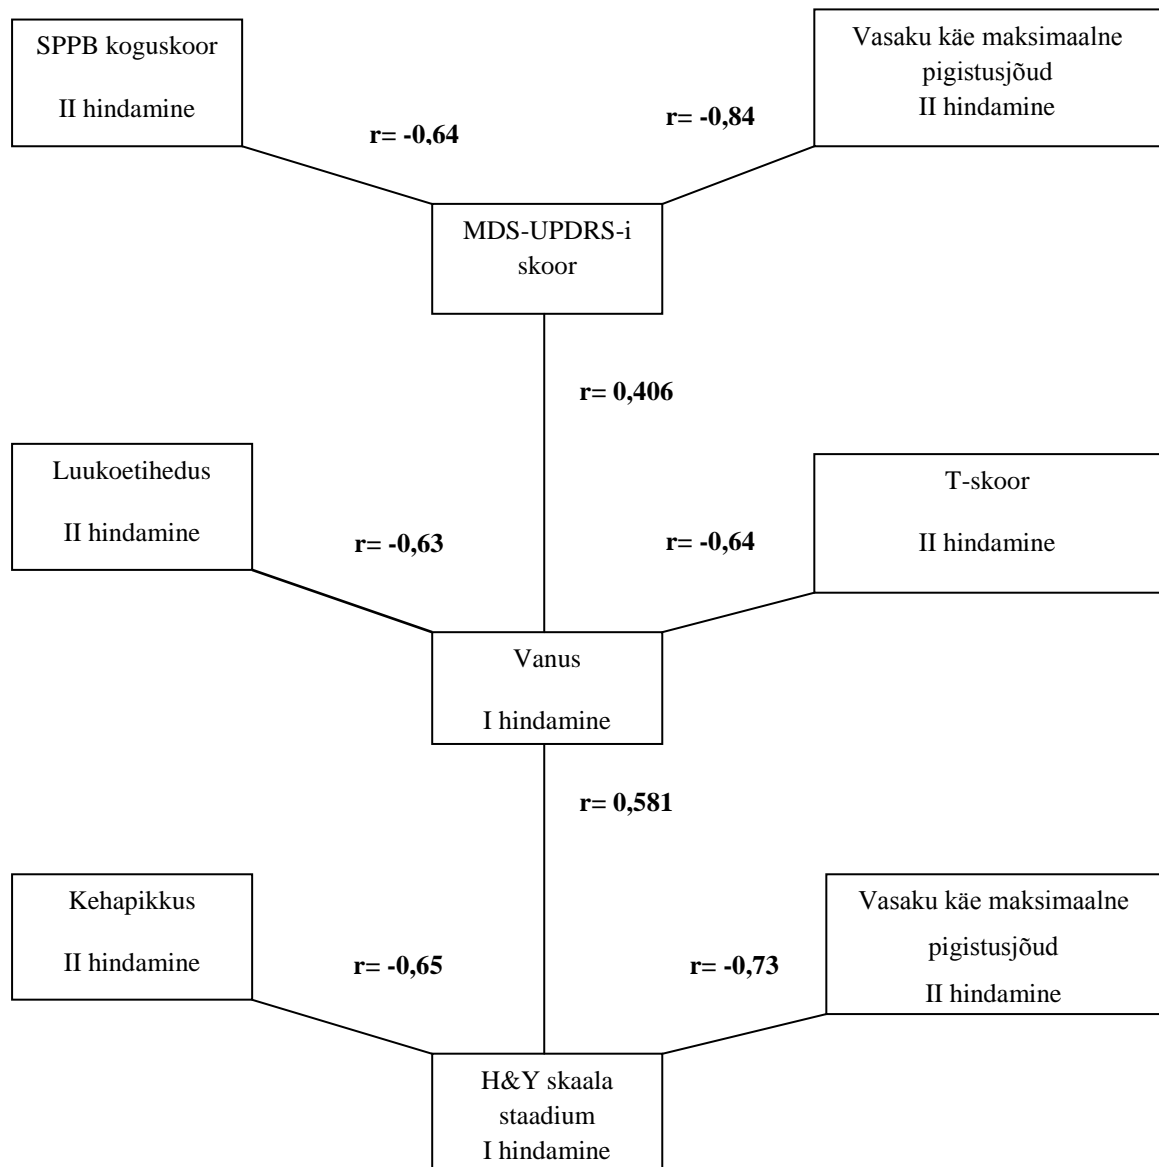 SPPB koguskoor
II hindamine
Vasaku käe maksimaalne
pigistusjõud
II hindamine
r= -0,64
r= -0,84
MDS-UPDRS-i
skoor
r= 0,406
Luukoetihedus
II hindamine
T-skoor
II hindamine
r= -0,63
r= -0,64
Vanus
I hindamine
r= 0,581
Kehapikkus
II hindamine
Vasaku käe maksimaalne
pigistusjõud
II hindamine
r= -0,65
r= -0,73
H&Y skaala
staadium
I hindamine